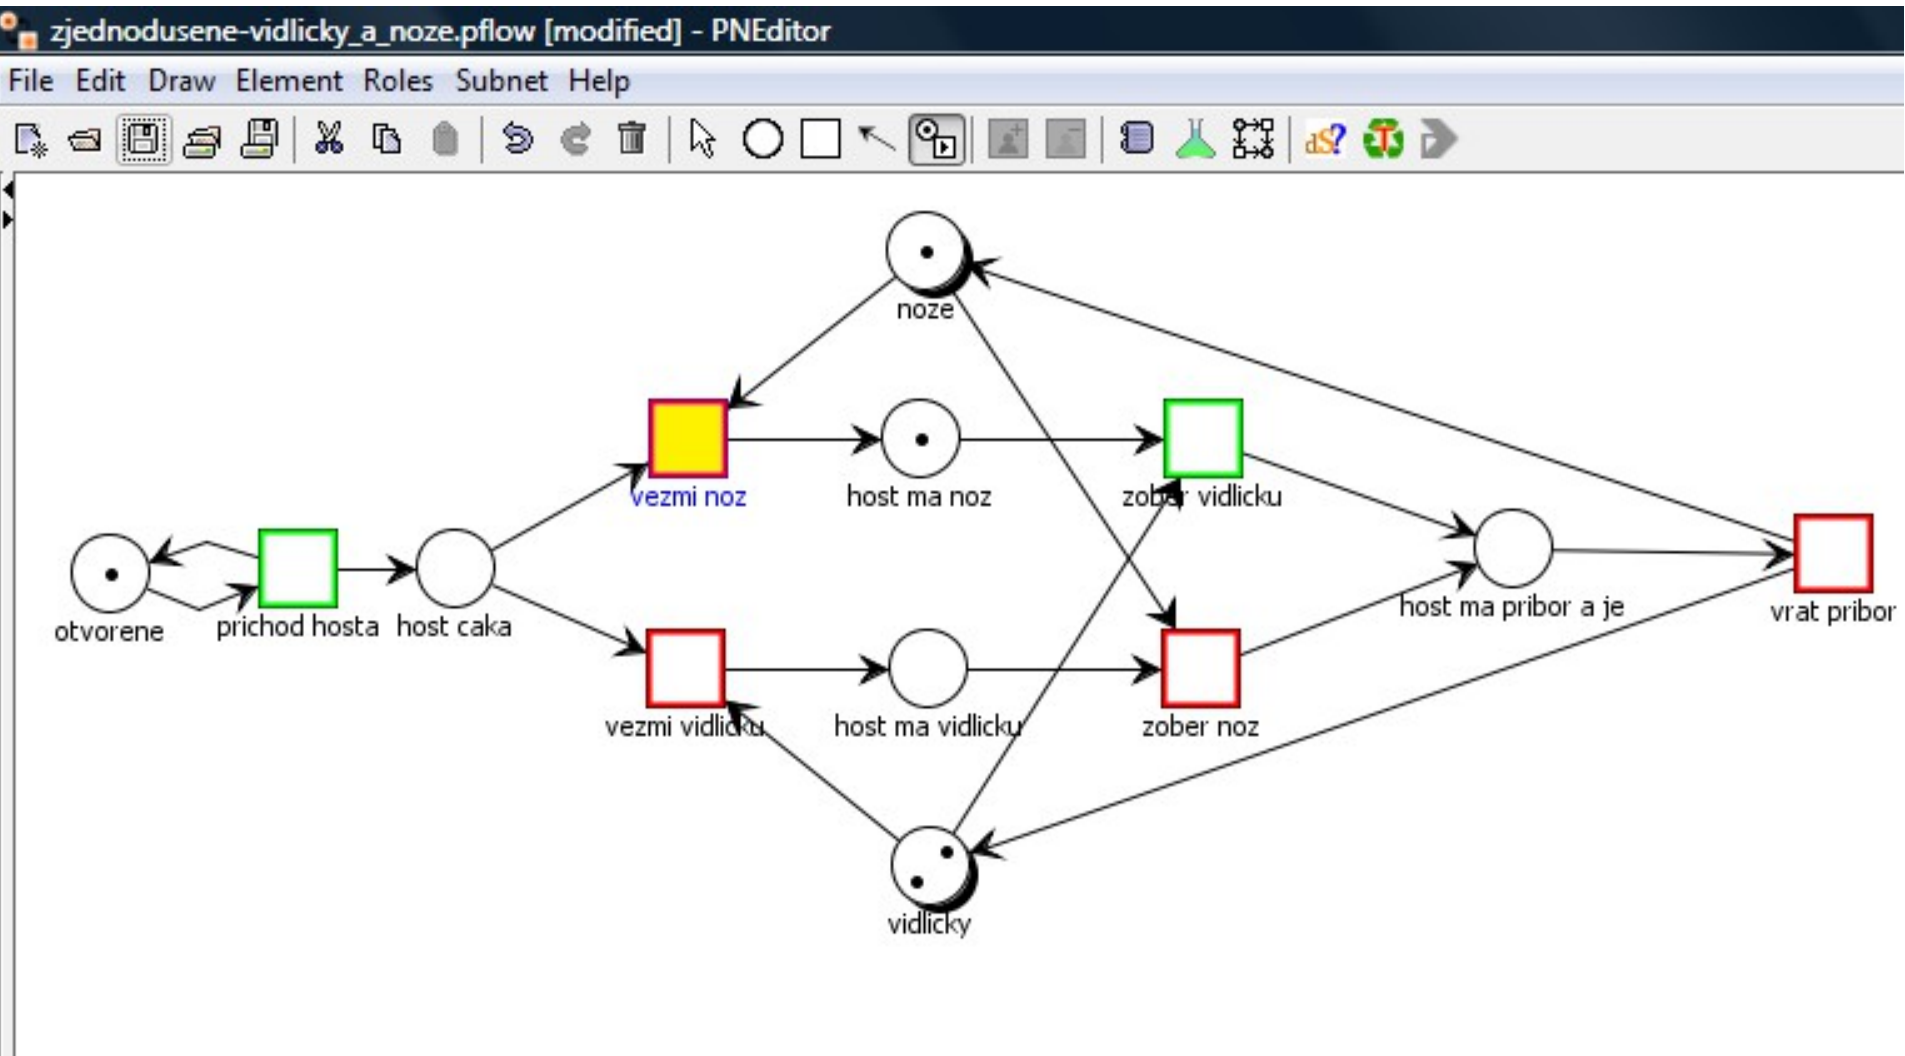 zjednodusene-vidlicky_a_noze.pflow [modified] - PNEditor
File Edit Draw Element Roles Subnet Help
dS? T
noze
vezmi noz
host ma noz
zober vidlicku
otvorene
prichod hosta
host caka
host ma pribor a je
vrat pribor
vezmi vidlicku
host ma vidlicku
zober noz
vidlicky